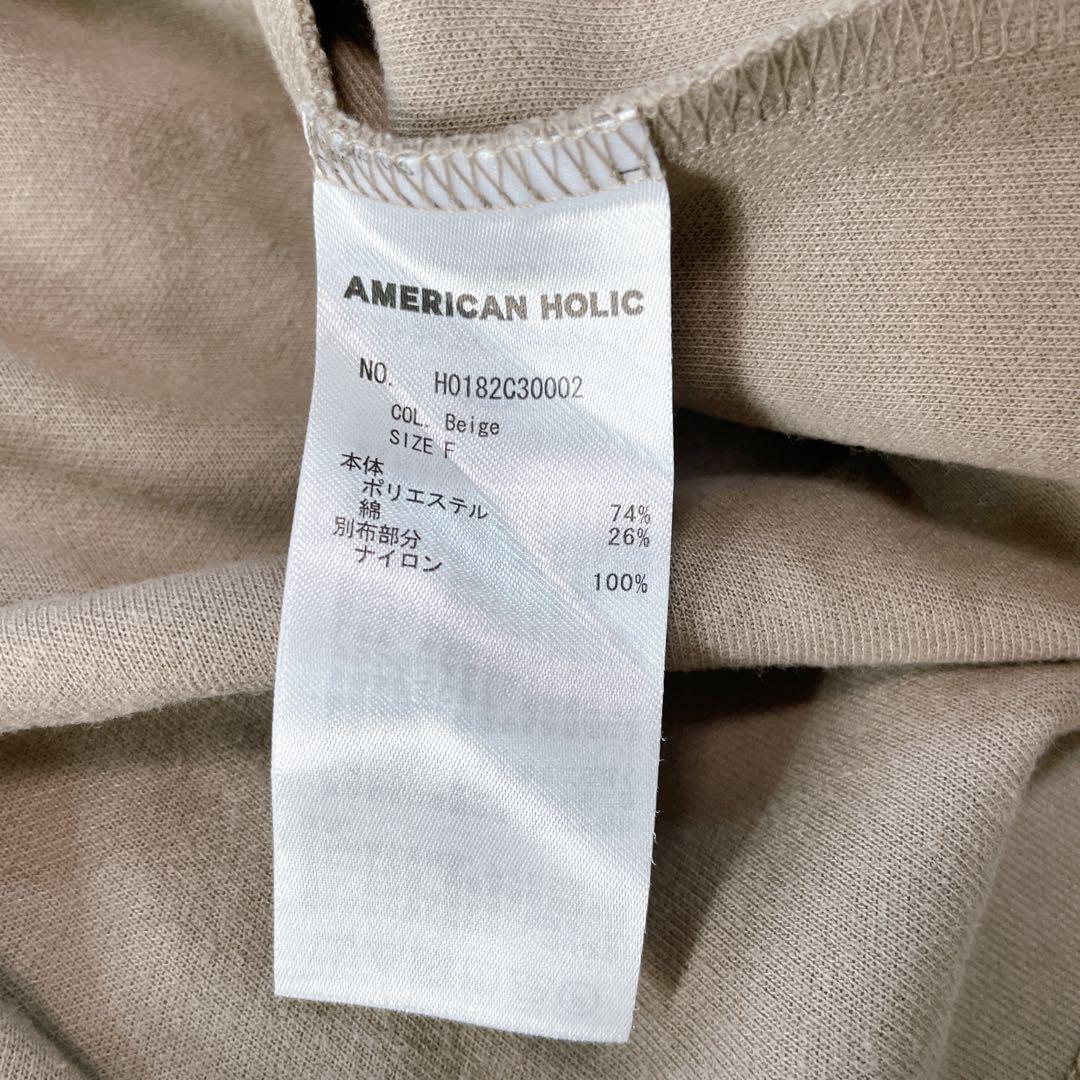 AMERICAN HOLIC
NO. H0182C30002
COL. Beige
SIZE F
本体
ポリエステル 74%
綿 26%
別布部分
ナイロン 100%